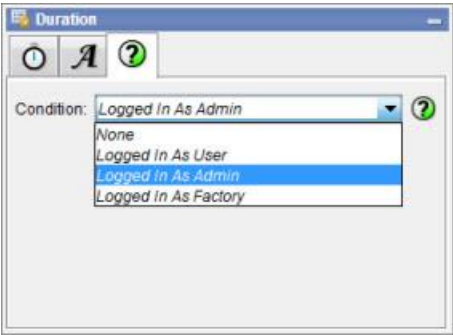 Duration
A
?
Condition: Logged In As Admin ?
None
Logged In As User
Logged In As Admin
Logged In As Factory